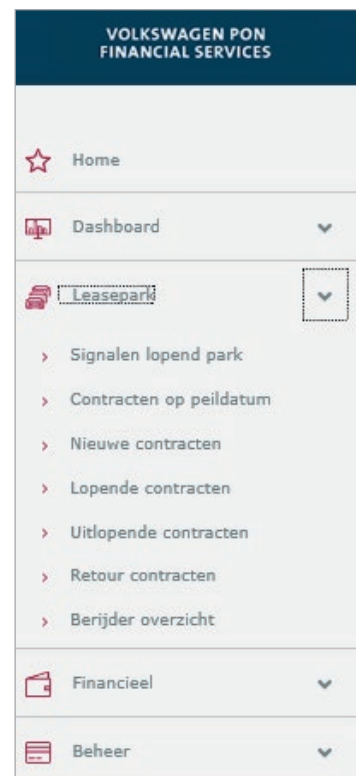 VOLKSWAGEN PON
FINANCIAL SERVICES
Home
Dashboard
Leasepark
Signalen lopend park
Contracten op peildatum
Nieuwe contracten
Lopende contracten
Uitlopende contracten
Retour contracten
Berijder overzicht
Financieel
Beheer